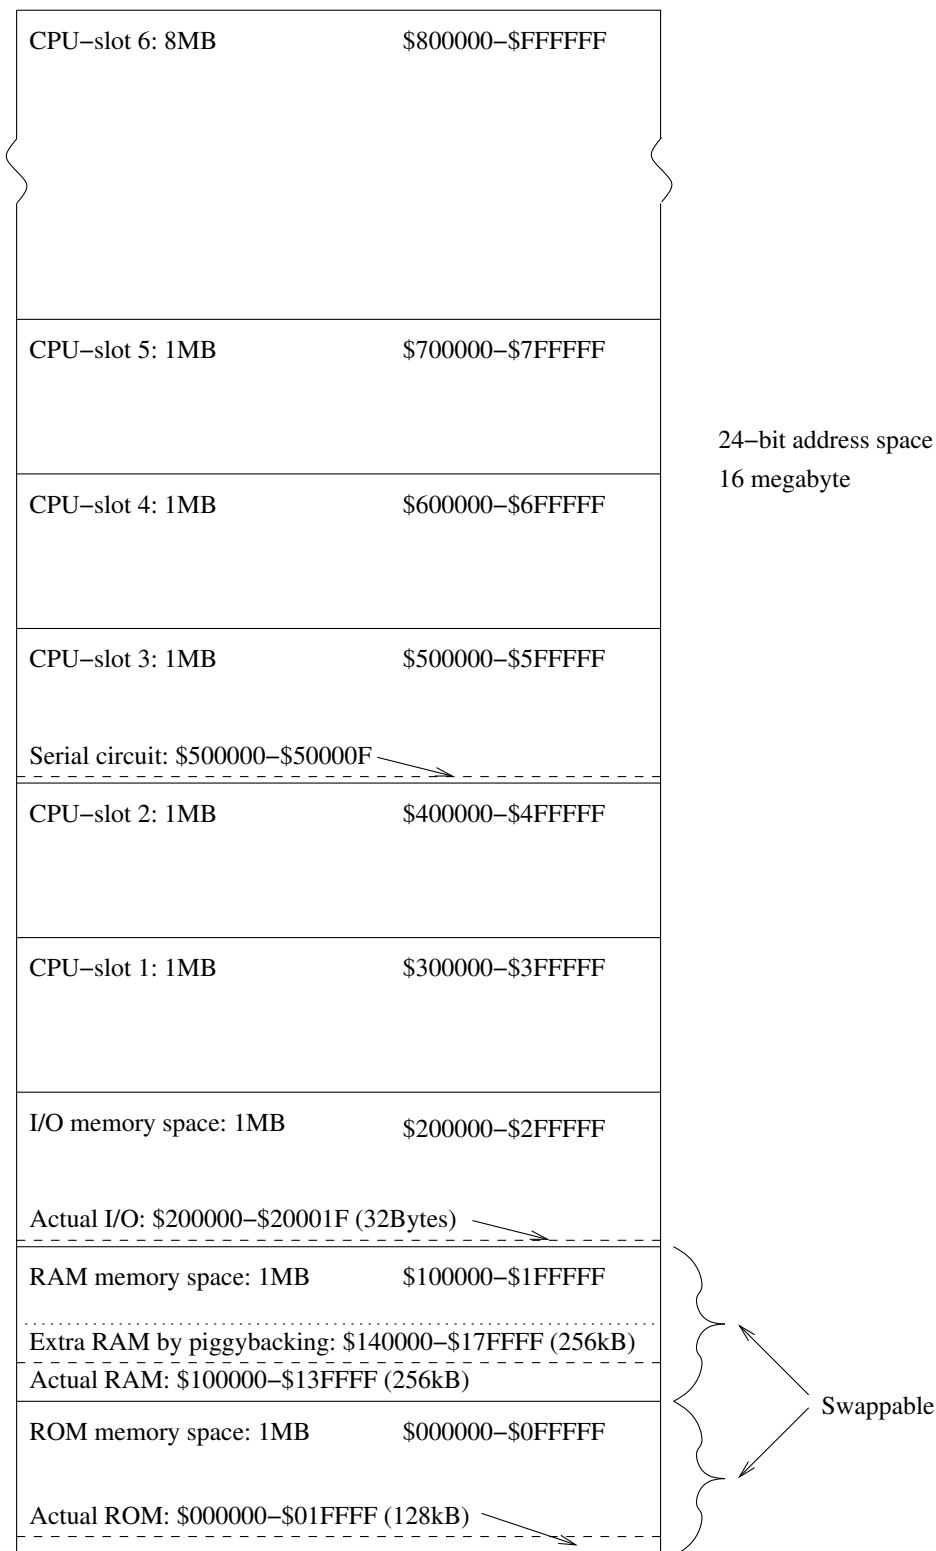 CPU−slot 6: 8MB $800000−$FFFFFF
CPU−slot 5: 1MB $700000−$7FFFFF
24−bit address space
16 megabyte
CPU−slot 4: 1MB $600000−$6FFFFF
CPU−slot 3: 1MB $500000−$5FFFFF
Serial circuit: $500000−$50000F
CPU−slot 2: 1MB $400000−$4FFFFF
CPU−slot 1: 1MB $300000−$3FFFFF
I/O memory space: 1MB $200000−$2FFFFF
Actual I/O: $200000−$20001F (32Bytes)
RAM memory space: 1MB $100000−$1FFFFF
Extra RAM by piggybacking: $140000−$17FFFF (256kB)
Actual RAM: $100000−$13FFFF (256kB)
Swappable
ROM memory space: 1MB $000000−$0FFFFF
Actual ROM: $000000−$01FFFF (128kB)